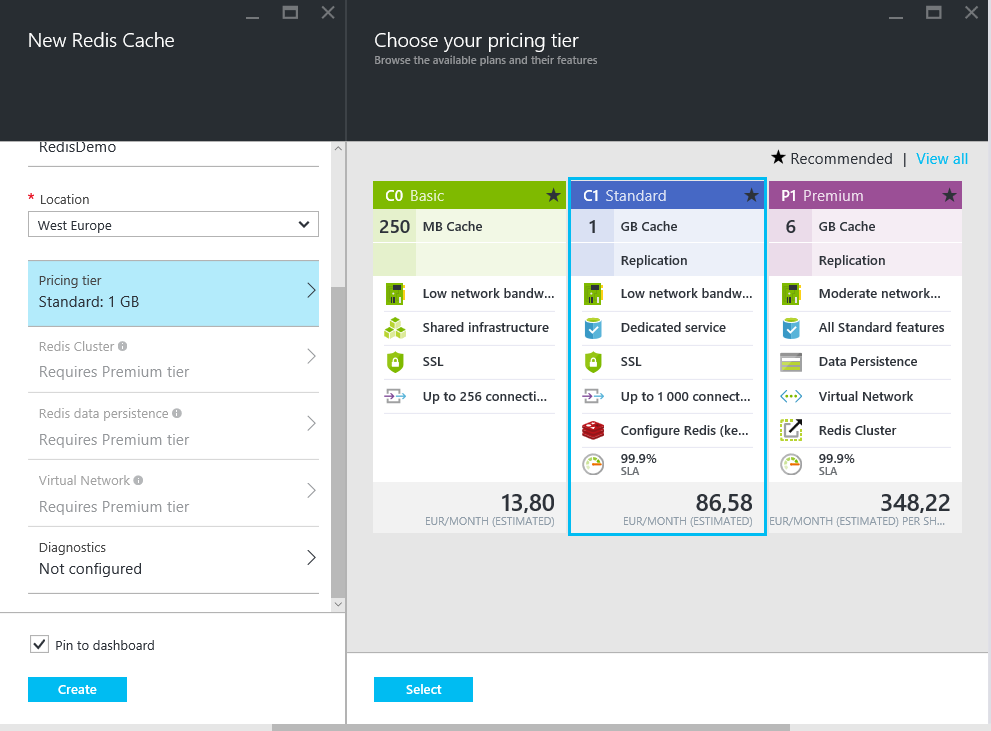 New Redis Cache
RedisDemo
* Location
West Europe
Pricing tier
Standard: 1 GB
Redis Cluster
Requires Premium tier
Redis data persistence
Requires Premium tier
Virtual Network
Requires Premium tier
Diagnostics
Not configured
Pin to dashboard
Create
Choose your pricing tier
Browse the available plans and their features
★ Recommended | View all
C0 Basic
250 MB Cache
Low network bandw...
Shared infrastructure
SSL
Up to 256 connecti...
13,80
EUR/MONTH (ESTIMATED)
C1 Standard
1 GB Cache
Replication
Low network bandw...
Dedicated service
SSL
Up to 1 000 connect...
Configure Redis (ke...
99.9%
SLA
86,58
EUR/MONTH (ESTIMATED)
P1 Premium
6 GB Cache
Replication
Moderate network...
All Standard features
Data Persistence
Virtual Network
Redis Cluster
99.9%
SLA
348,22
EUR/MONTH (ESTIMATED) PER SH...
Select